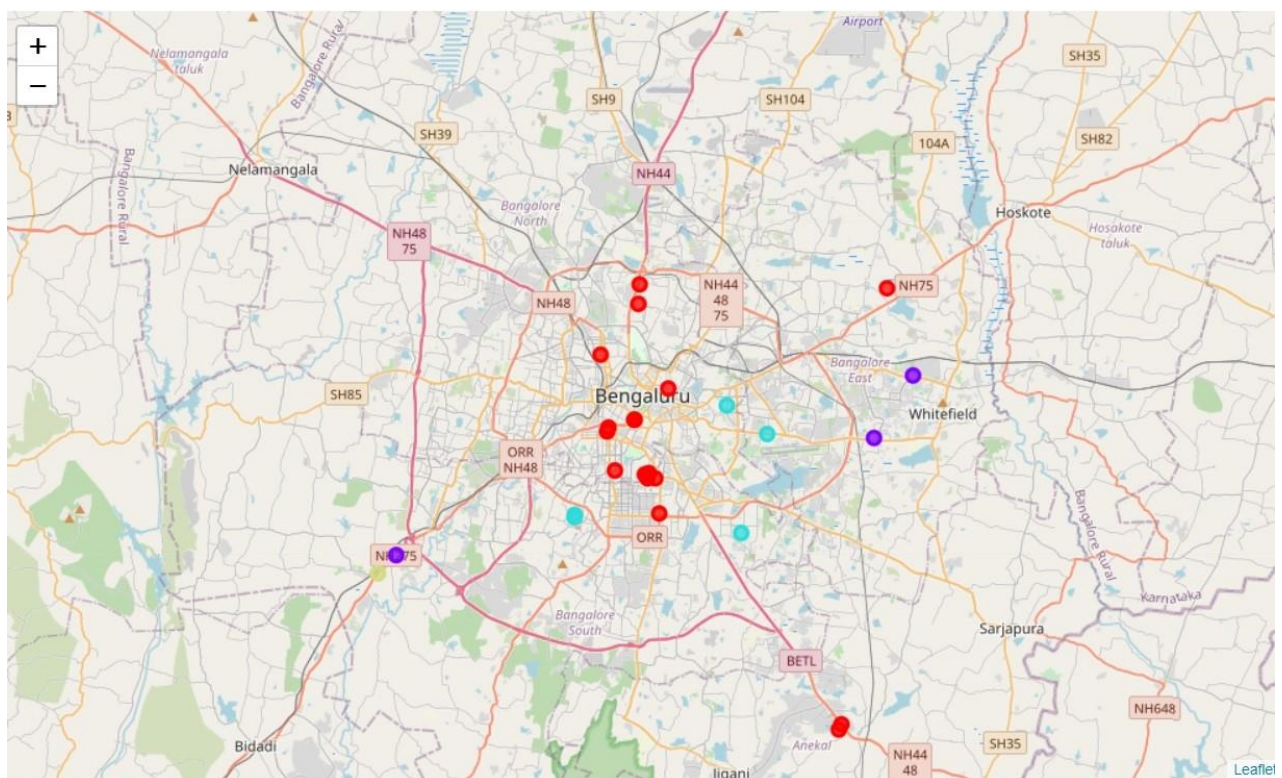 +
−
Nelamangala
taluk
Bangalore Rural
Airport
SH35
SH9
SH104
SH39
104A
SH82
Bangalore Rural
Nelamangala
NH44
Bangalore
North
Hoskote
NH48
75
Hosakote
taluk
NH48
NH44
48
75
NH75
Bangalore
East
SH85
Bengaluru
Whitefield
ORR
NH48
ORR
Bangalore Rural
Karnataka
Bangalore
South
Sarjapura
BETL
NH648
Bidadi
Anekal
NH44
48
SH35
Jigani
Leaflet